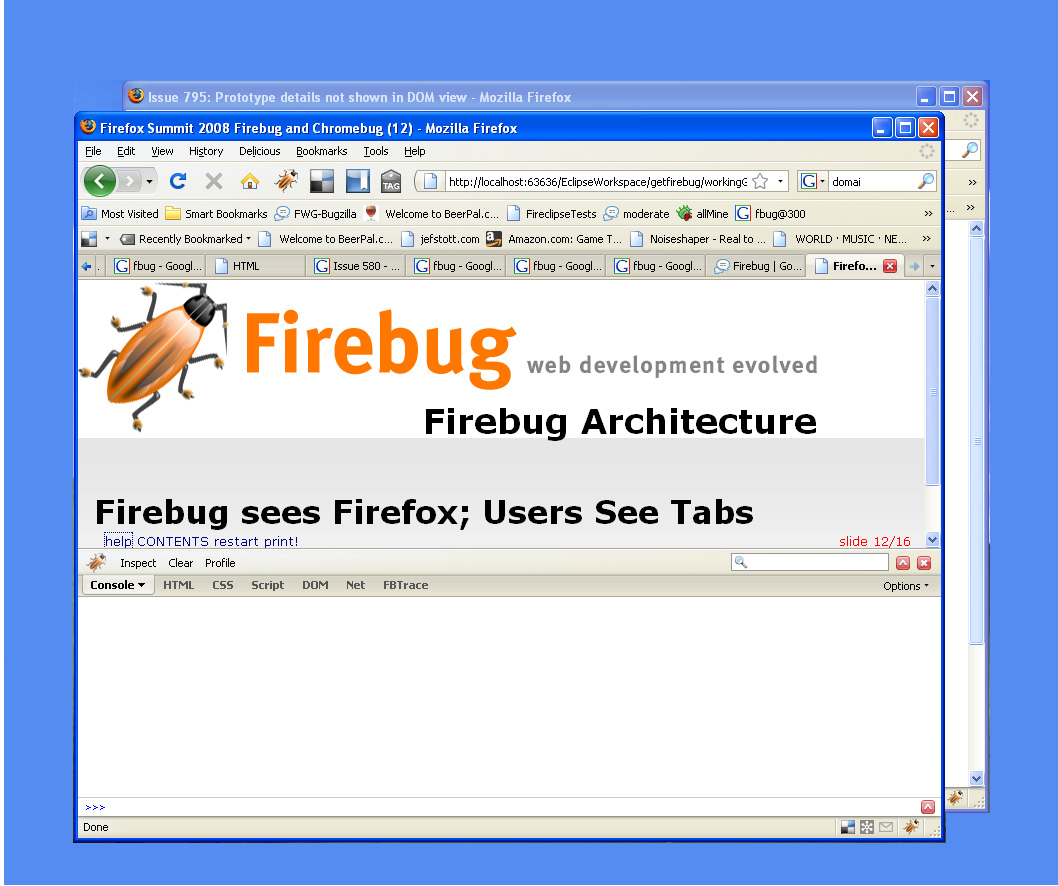 Issue 795: Prototype details not shown in DOM view - Mozilla Firefox
Firefox Summit 2008 Firebug and Chromebug (12) - Mozilla Firefox
File Edit View History Delicious Bookmarks Tools Help
TAG http://localhost:63636/EclipseWorkspace/getfirebug/workingG G domai
Most Visited Smart Bookmarks FWG-Bugzilla Welcome to BeerPal.c... FireclipseTests moderate allMine G fbug@300 »
Recently Bookmarked Welcome to BeerPal.c... jefstott.com Amazon.com: Game T... Noiseshaper - Real to ... WORLD · MUSIC · NE... »
. G fbug - Googl... HTML G Issue 580 - ... G fbug - Googl... G fbug - Googl... G fbug - Googl... Firebug | Go... Firefo...
»
... »
Firebug web development evolved
Firebug Architecture
Firebug sees Firefox; Users See Tabs
help CONTENTS restart print! slide 12/16
Inspect Clear Profile
Console HTML CSS Script DOM Net FBTrace Options
>>>
Done